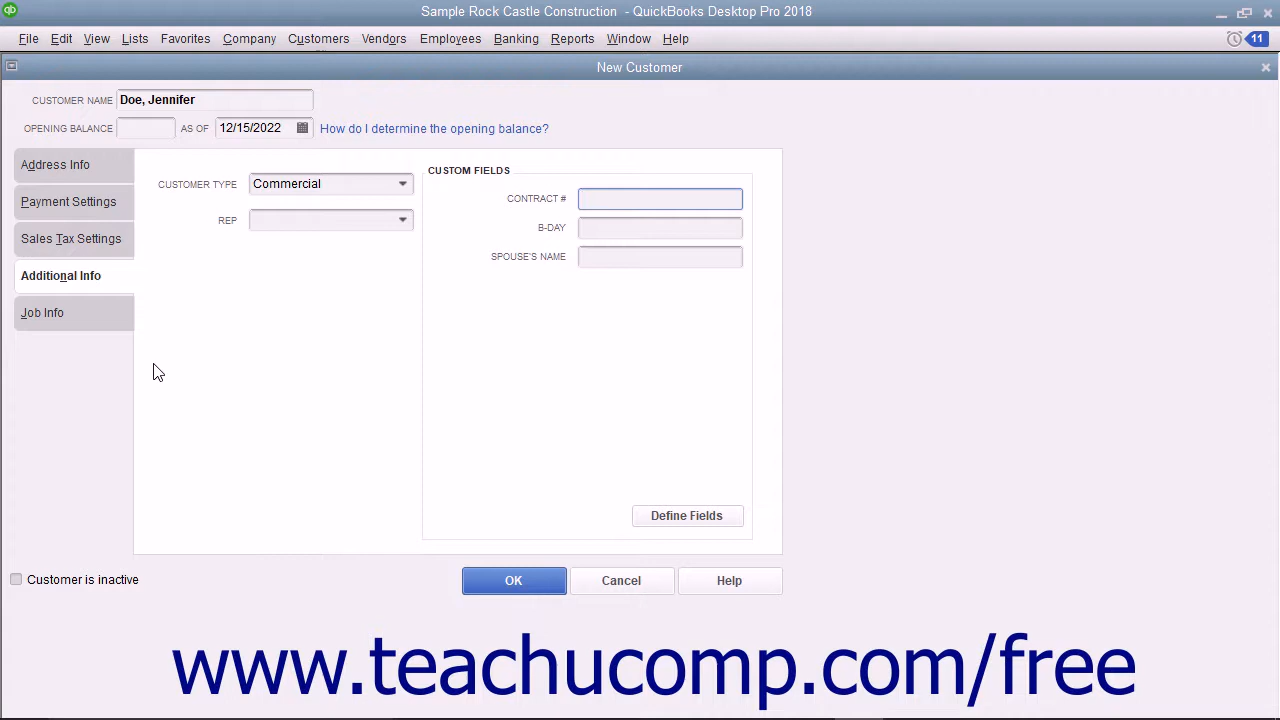 Sample Rock Castle Construction - QuickBooks Desktop Pro 2018
File Edit View Lists Favorites Company Customers Vendors Employees Banking Reports Window Help 11
New Customer
CUSTOMER NAME Doe, Jennifer
OPENING BALANCE AS OF 12/15/2022 How do I determine the opening balance?
Address Info
Payment Settings
Sales Tax Settings
Additional Info
Job Info
CUSTOMER TYPE Commercial
REP
CUSTOM FIELDS
CONTRACT #
B-DAY
SPOUSE'S NAME
Define Fields
Customer is inactive
OK Cancel Help
www.teachucomp.com/free